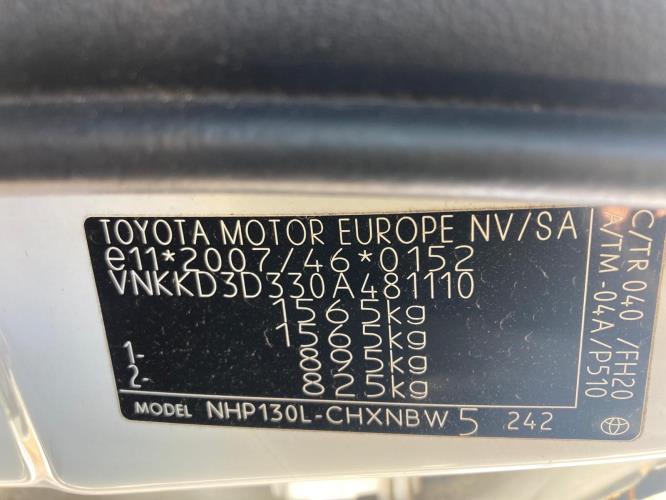 TOYOTA MOTOR EUROPE NV/SA
e11*2007/46*0152
VNKKD3D330A481110
1565kg
1565kg
1- 895kg
2- 825kg
MODEL NHP130L-CHXNBW 5 242
C/TR 040 /FH20
AVTM-04A/P510